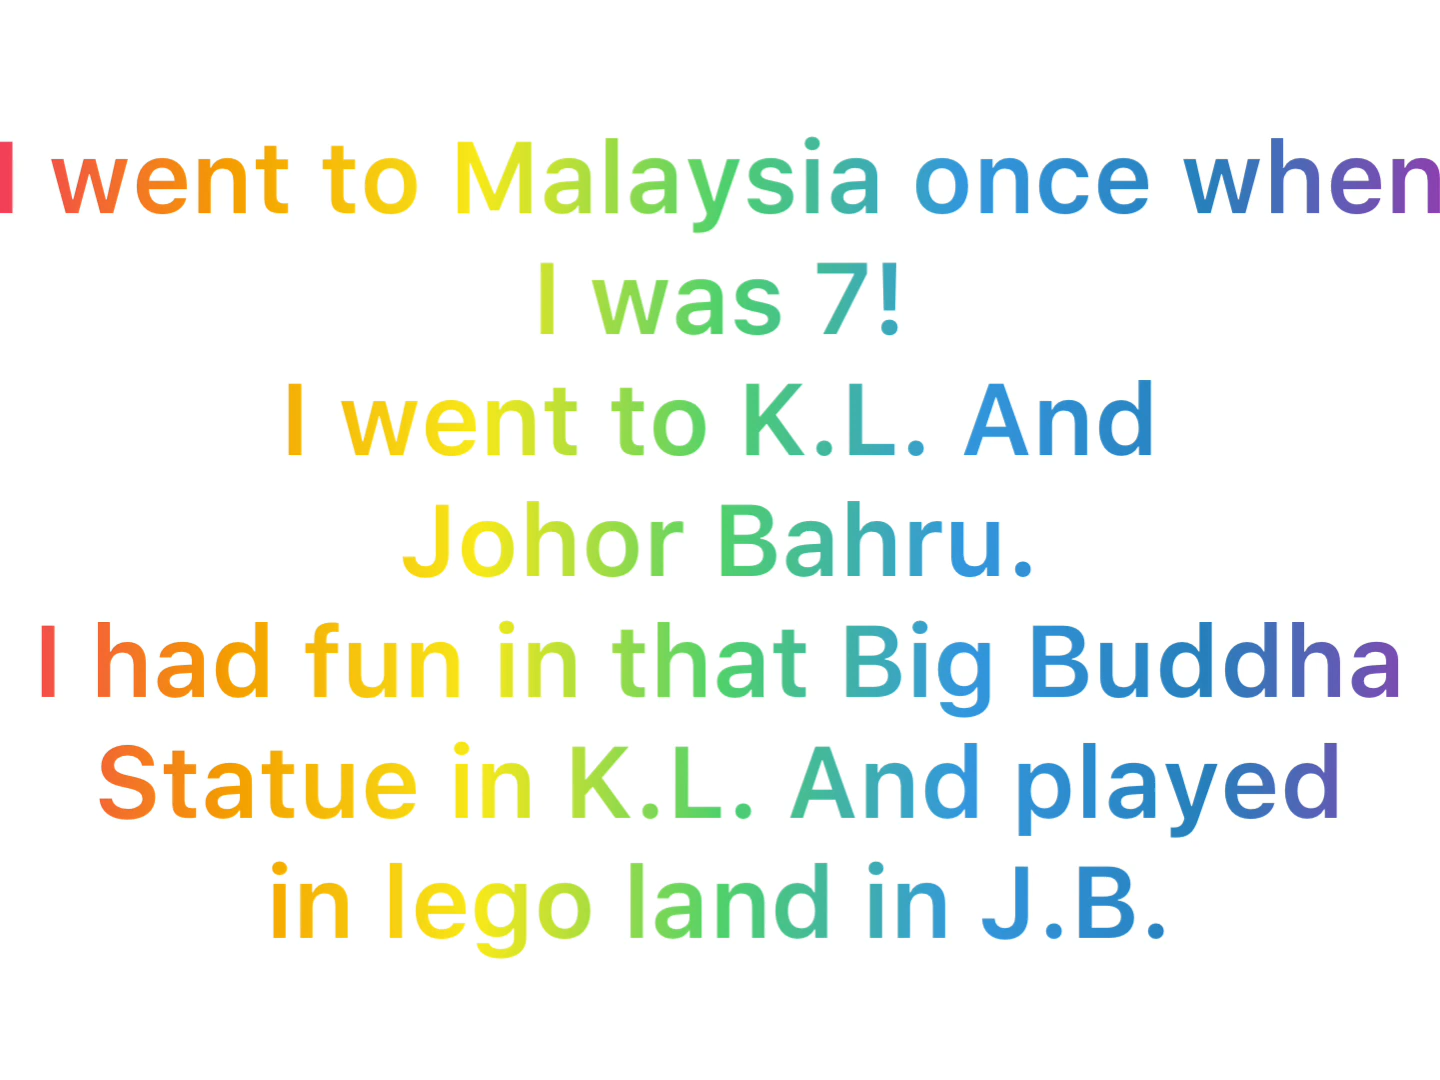 I went to Malaysia once when
I was 7!
I went to K.L. And
Johor Bahru.
I had fun in that Big Buddha
Statue in K.L. And played
in lego land in J.B.